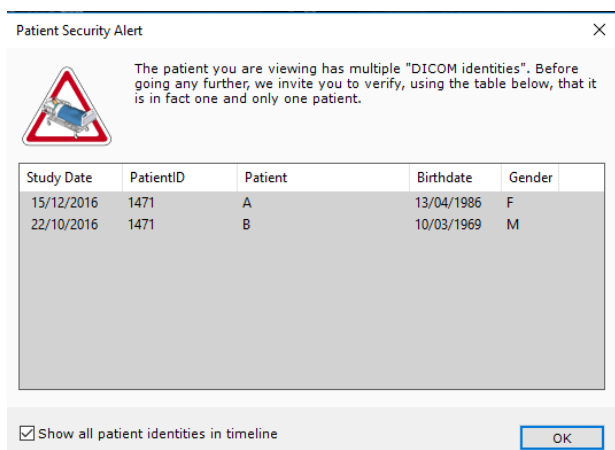 Patient Security Alert
The patient you are viewing has multiple "DICOM identities". Before
going any further, we invite you to verify, using the table below, that it
is in fact one and only one patient.
Study Date PatientID Patient Birthdate Gender
15/12/2016 1471 A 13/04/1986 F
22/10/2016 1471 B 10/03/1969 M
Show all patient identities in timeline
OK